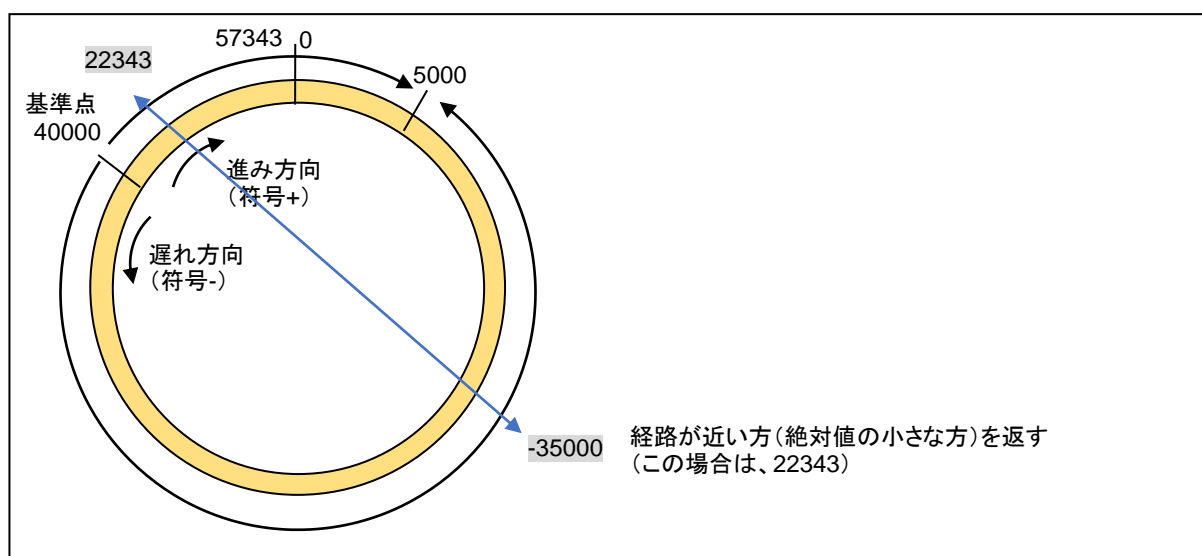 57343 0
22343
5000
基準点
40000
進み方向
（符号+）
遅れ方向
（符号-）
-35000
経路が近い方（絶対値の小さな方）を返す
（この場合は、22343）